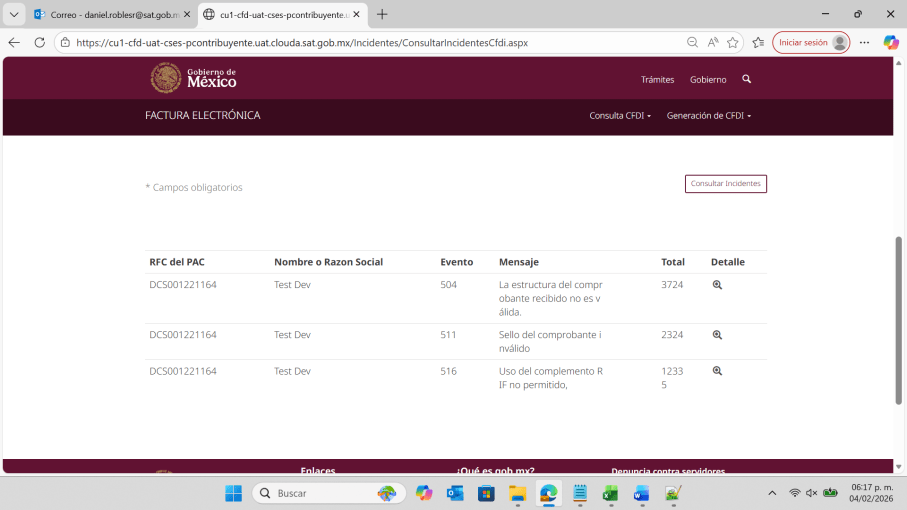 Correo - daniel.roblesr@sat.gob.m
cu1-cfd-uat-cses-pcontribuyente.u
https://cu1-cfd-uat-cses-pcontribuyente.uat.clouda.sat.gob.mx/Incidentes/ConsultarIncidentesCfdi.aspx
Iniciar sesión
Gobierno de
México
Trámites Gobierno
FACTURA ELECTRÓNICA
Consulta CFDI Generación de CFDI
* Campos obligatorios
Consultar Incidentes
RFC del PAC Nombre o Razon Social Evento Mensaje Total Detalle
DCS001221164 Test Dev 504 La estructura del compr 3724
obante recibido no es v
álida.
DCS001221164 Test Dev 511 Sello del comprobante i 2324
nválido
DCS001221164 Test Dev 516 Uso del complemento R 1233
IF no permitido, 5
Enlaces ¿Qué es gob.mx? Denuncia contra servidores
Buscar
06:17 p. m.
04/02/2026